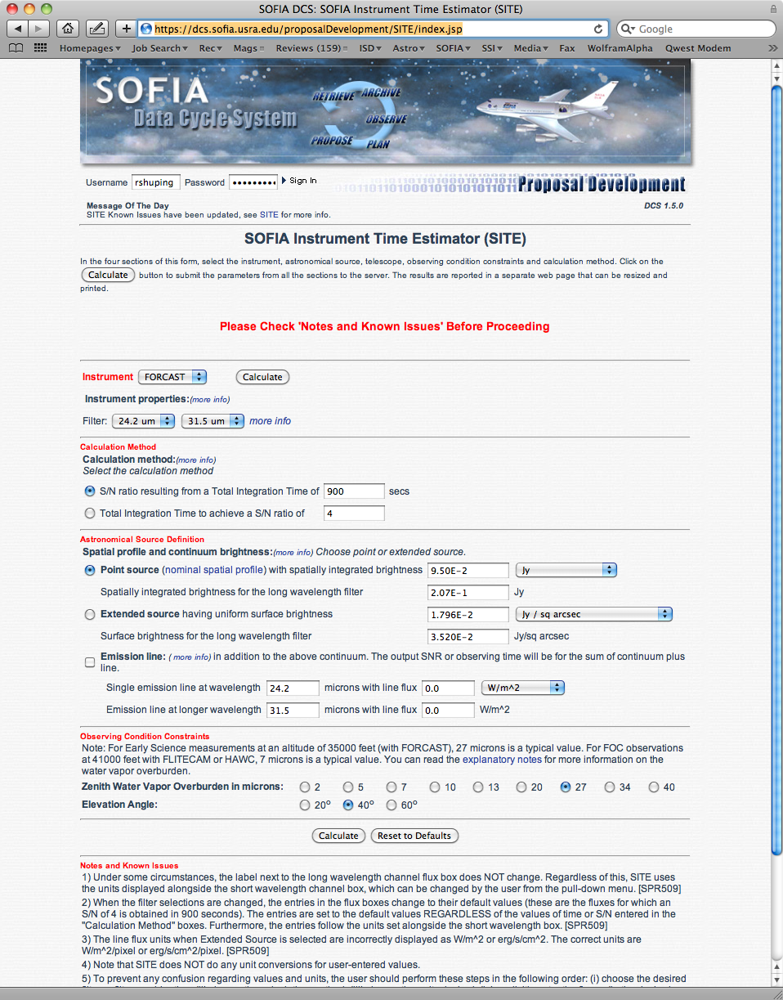 SOFIA DCS: SOFIA Instrument Time Estimator (SITE)
https://dcs.sofia.usra.edu/proposalDevelopment/SITE/index.jsp
Google
Homepages▾ Job Search▾ Rec▾ Mags Reviews (159) ISD▾ Astro▾ SOFIA▾ SSI▾ Media▾ Fax WolframAlpha Qwest Modem
SOFIA
Data Cycle System
RETRIEVE ARCHIVE
OBSERVE
PROPOSE PLAN
Username rshuping Password ••••••••• Sign In
Proposal Development
Message Of The Day
SITE Known Issues have been updated, see SITE for more info.
DCS 1.5.0
SOFIA Instrument Time Estimator (SITE)
In the four sections of this form, select the instrument, astronomical source, telescope, observing condition constraints and calculation method. Click on the
Calculate button to submit the parameters from all the sections to the server. The results are reported in a separate web page that can be resized and
printed.
Please Check 'Notes and Known Issues' Before Proceeding
Instrument FORCAST Calculate
Instrument properties:(more info)
Filter: 24.2 um 31.5 um more info
Calculation Method
Calculation method:(more info)
Select the calculation method
S/N ratio resulting from a Total Integration Time of 900 secs
Total Integration Time to achieve a S/N ratio of 4
Astronomical Source Definition
Spatial profile and continuum brightness:(more info) Choose point or extended source.
Point source (nominal spatial profile) with spatially integrated brightness 9.50E-2 Jy
Spatially integrated brightness for the long wavelength filter 2.07E-1 Jy
Extended source having uniform surface brightness 1.796E-2 Jy / sq arcsec
Surface brightness for the long wavelength filter 3.520E-2 Jy/sq arcsec
Emission line: ( more info) in addition to the above continuum. The output SNR or observing time will be for the sum of continuum plus
line.
Single emission line at wavelength 24.2 microns with line flux 0.0 W/m^2
Emission line at longer wavelength 31.5 microns with line flux 0.0 W/m^2
Observing Condition Constraints
Note: For Early Science measurements at an altitude of 35000 feet (with FORCAST), 27 microns is a typical value. For FOC observations
at 41000 feet with FLITECAM or HAWC, 7 microns is a typical value. You can read the explanatory notes for more information on the
water vapor overburden.
Zenith Water Vapor Overburden in microns: 2 5 7 10 13 20 27 34 40
Elevation Angle: 20° 40° 60°
Calculate Reset to Defaults
Notes and Known Issues
1) Under some circumstances, the label next to the long wavelength channel flux box does NOT change. Regardless of this, SITE uses
the units displayed alongside the short wavelength channel box, which can be changed by the user from the pull-down menu. [SPR509]
2) When the filter selections are changed, the entries in the flux boxes change to their default values (these are the fluxes for which an
S/N of 4 is obtained in 900 seconds). The entries are set to the default values REGARDLESS of the values of time or S/N entered in the
"Calculation Method" boxes. Furthermore, the entries follow the units set alongside the short wavelength box. [SPR509]
3) The line flux units when Extended Source is selected are incorrectly displayed as W/m^2 or erg/s/cm^2. The correct units are
W/m^2/pixel or erg/s/cm^2/pixel. [SPR509]
4) Note that SITE does NOT do any unit conversions for user-entered values.
5) To prevent any confusion regarding values and units, the user should perform these steps in the following order: (i) choose the desired